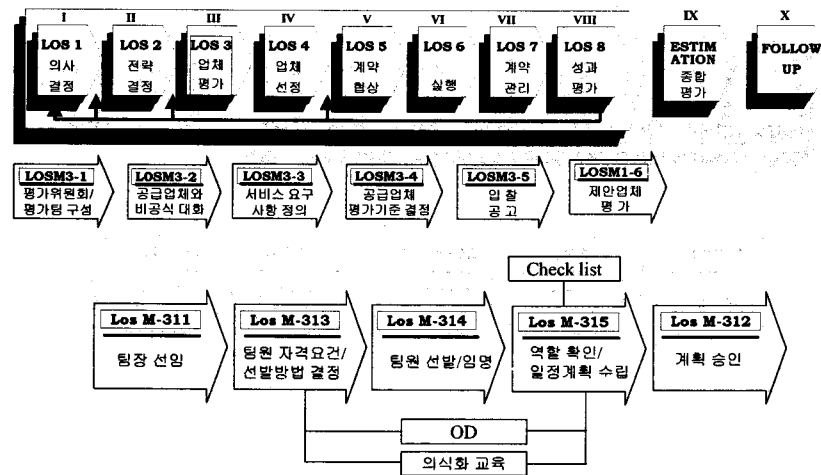 I II III IV V VI VII VIII IX X
LOS 1 LOS 2 LOS 3 LOS 4 LOS 5 LOS 6 LOS 7 LOS 8 ESTIM FOLLOW
ATION UP
의사 전략 업체 업체 계약 실행 계약 성과 종합
결정 결정 평가 선정 협상 관리 평가 평가
LOSM3-1 LOSM3-2 LOSM3-3 LOSM3-4 LOSM3-5 LOSM1-6
평가위원회/ 공급업체와 서비스 요구 공급업체 입 찰 제안업체
평가팀 구성 비공식 대화 사항 정의 평가기준 결정 공 고 평 가
Check list
Los M-311 Los M-313 Los M-314 Los M-315 Los M-312
팀장 선임 팀원 자격요건/ 팀원 선발/임명 역할 확인/ 계획 승인
선발방법 결정 일정계획 수립
OD
의식화 교육